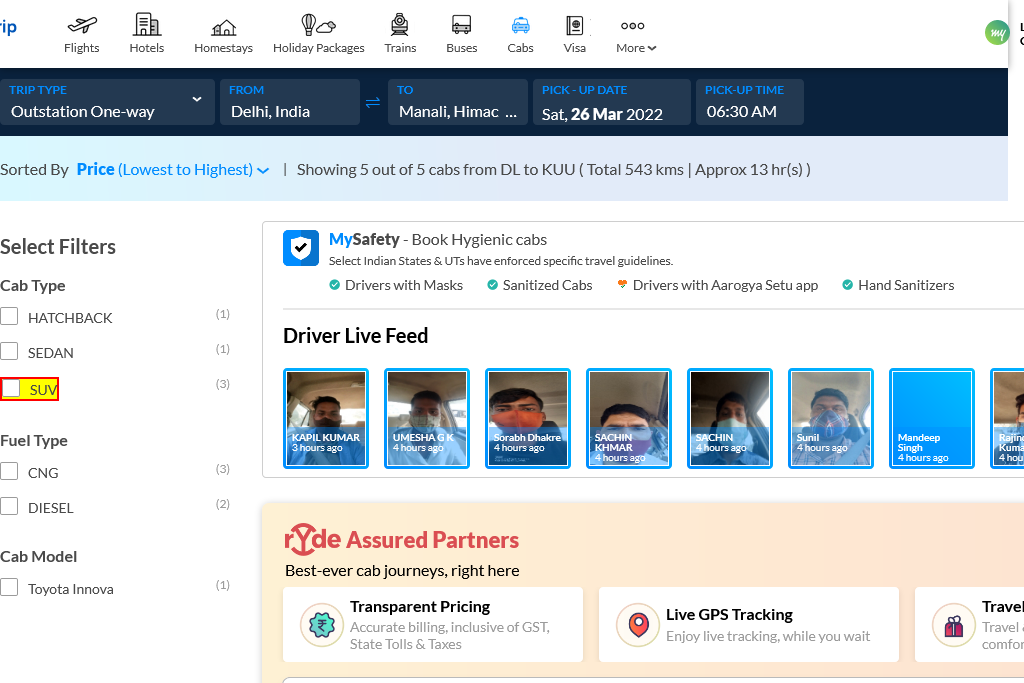 rip
Flights
Hotels
Homestays
Holiday Packages
Trains
Buses
Cabs
Visa
More
my
TRIP TYPE
Outstation One-way
FROM
Delhi, India
TO
Manali, Himac ...
PICK - UP DATE
Sat, 26 Mar 2022
PICK-UP TIME
06:30 AM
Sorted By Price (Lowest to Highest) | Showing 5 out of 5 cabs from DL to KUU ( Total 543 kms | Approx 13 hr(s) )
Select Filters
Cab Type
HATCHBACK (1)
SEDAN (1)
SUV (3)
Fuel Type
CNG (3)
DIESEL (2)
Cab Model
Toyota Innova (1)
MySafety - Book Hygienic cabs
Select Indian States & UTs have enforced specific travel guidelines.
Drivers with Masks
Sanitized Cabs
Drivers with Aarogya Setu app
Hand Sanitizers
Driver Live Feed
KAPIL KUMAR
3 hours ago
UMESHA G K
4 hours ago
Sorabh Dhakre
4 hours ago
SACHIN
KHMAR
4 hours ago
SACHIN
4 hours ago
Sunil
4 hours ago
Mandeep
Singh
4 hours ago
Rajin
Kuma
4 hou
rYde Assured Partners
Best-ever cab journeys, right here
Transparent Pricing
Accurate billing, inclusive of GST,
State Tolls & Taxes
Live GPS Tracking
Enjoy live tracking, while you wait
Travel
Travel
comfor